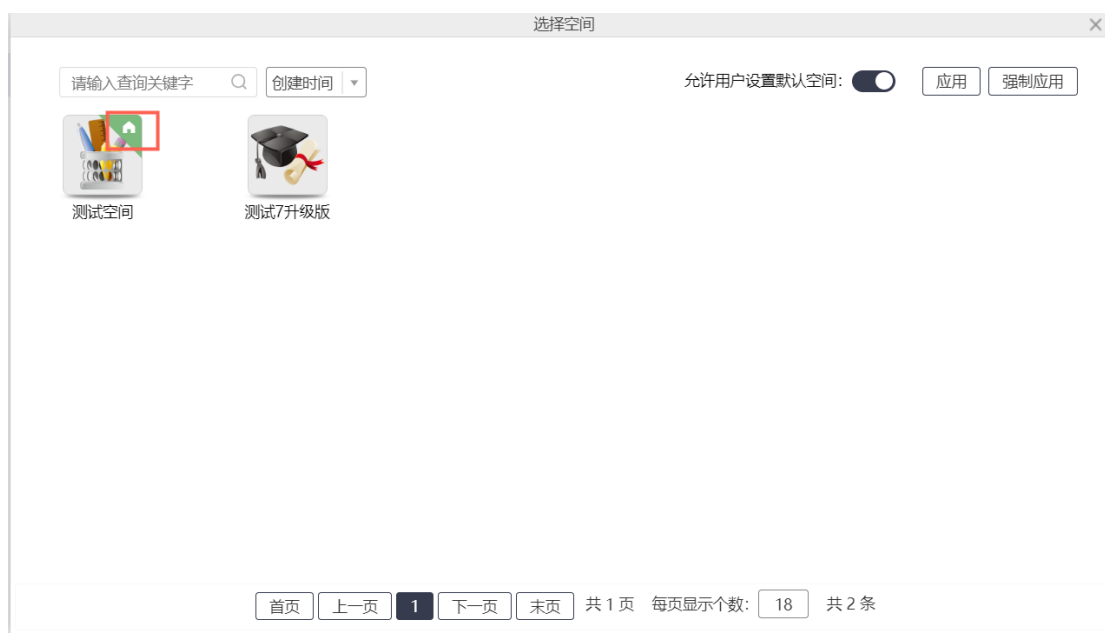 选择空间
请输入查询关键字 创建时间 允许用户设置默认空间: 应用 强制应用
测试空间 测试7升级版
首页 上一页 1 下一页 末页 共 1 页 每页显示个数: 18 共 2 条